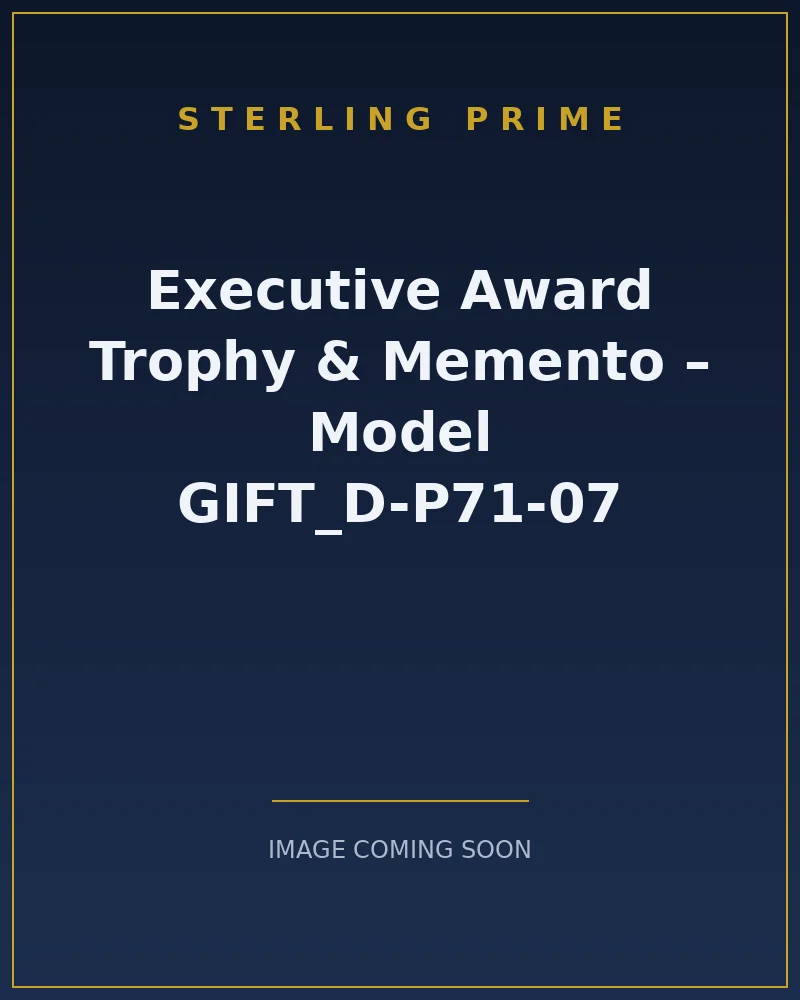 STERLING PRIME
Executive Award
Trophy & Memento –
Model
GIFT_D-P71-07
IMAGE COMING SOON